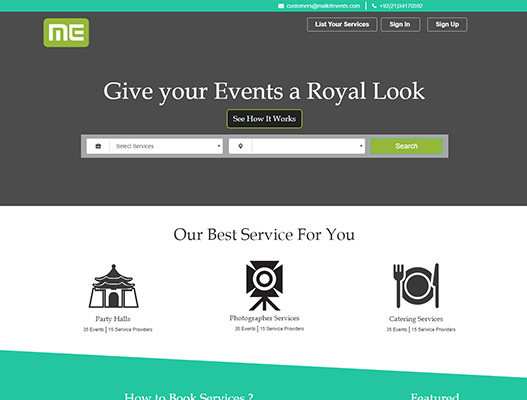 customers@mallofevents.com | +92(21)34170592
ME
List Your Services
Sign In
Sign Up
Give your Events a Royal Look
See How It Works
Select Services
Search
Our Best Service For You
Party Halls
35 Events | 15 Service Providers
Photographer Services
35 Events | 15 Service Providers
Catering Services
35 Events | 15 Service Providers
How to Book Services ?
Featured